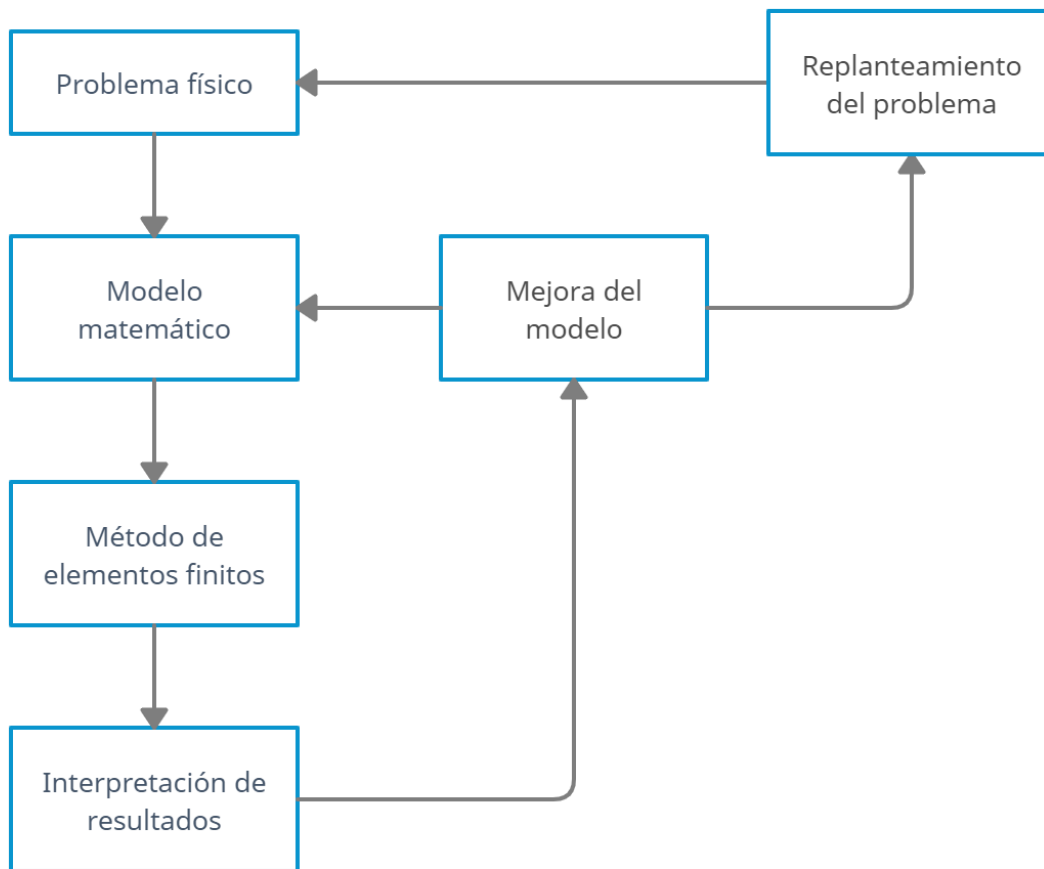 Problema físico
Replanteamiento
del problema
Modelo
matemático
Mejora del
modelo
Método de
elementos finitos
Interpretación de
resultados